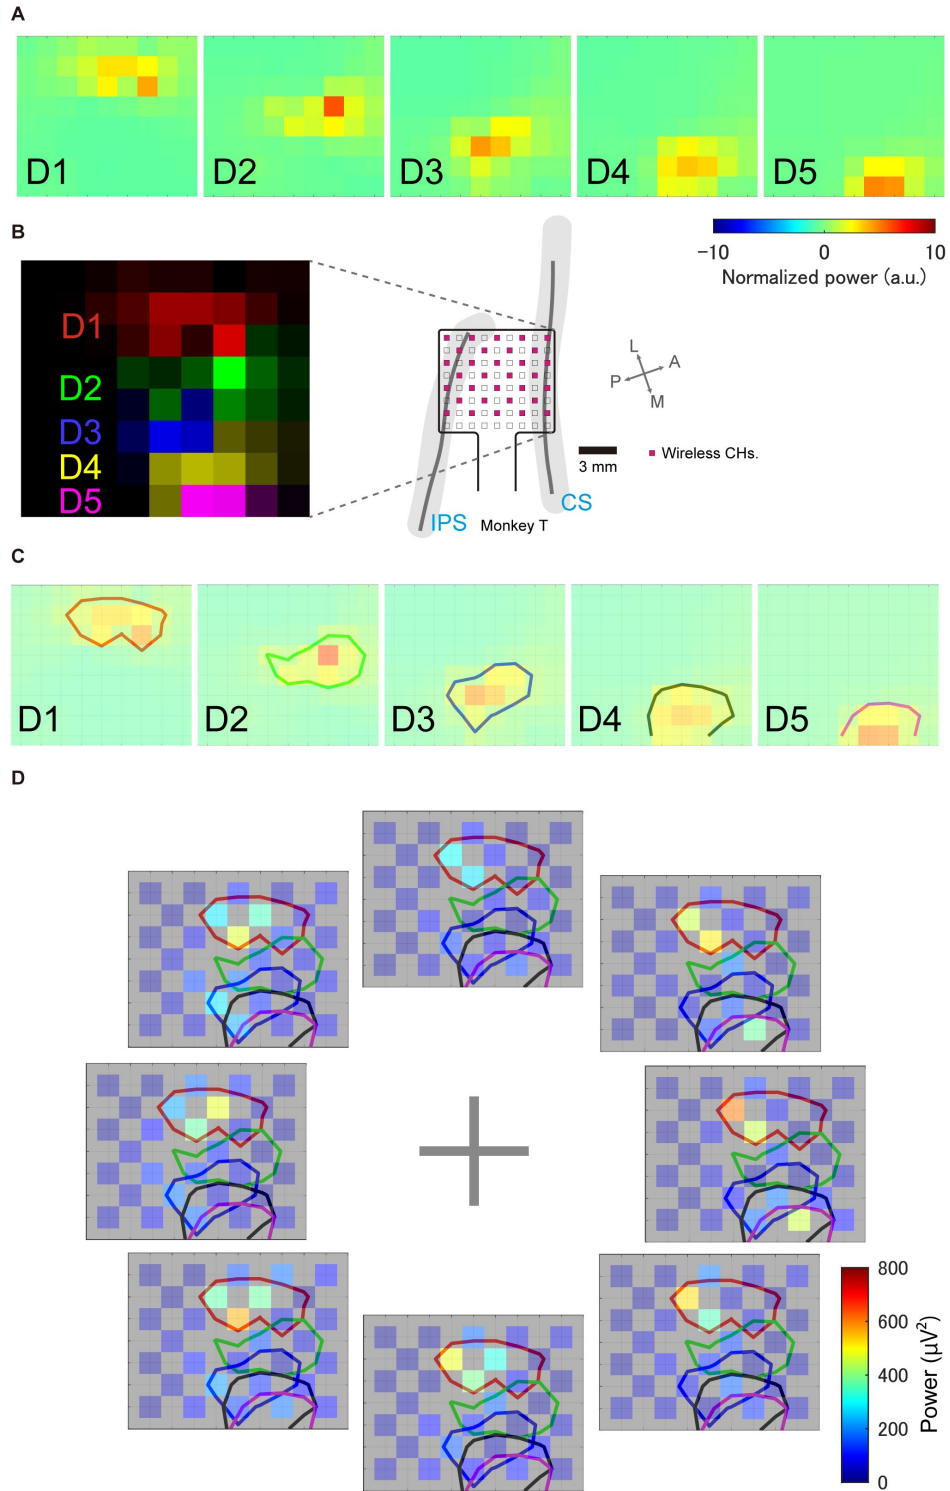 A
D1
D2
D3
D4
D5
B
−10
0
10
Normalized power (a.u.)
D1
D2
D3
D4
D5
L
A
P
M
3 mm
Wireless CHs.
IPS
Monkey T
CS
C
D1
D2
D3
D4
D5
D
800
600
400
200
0
Power (μV²)